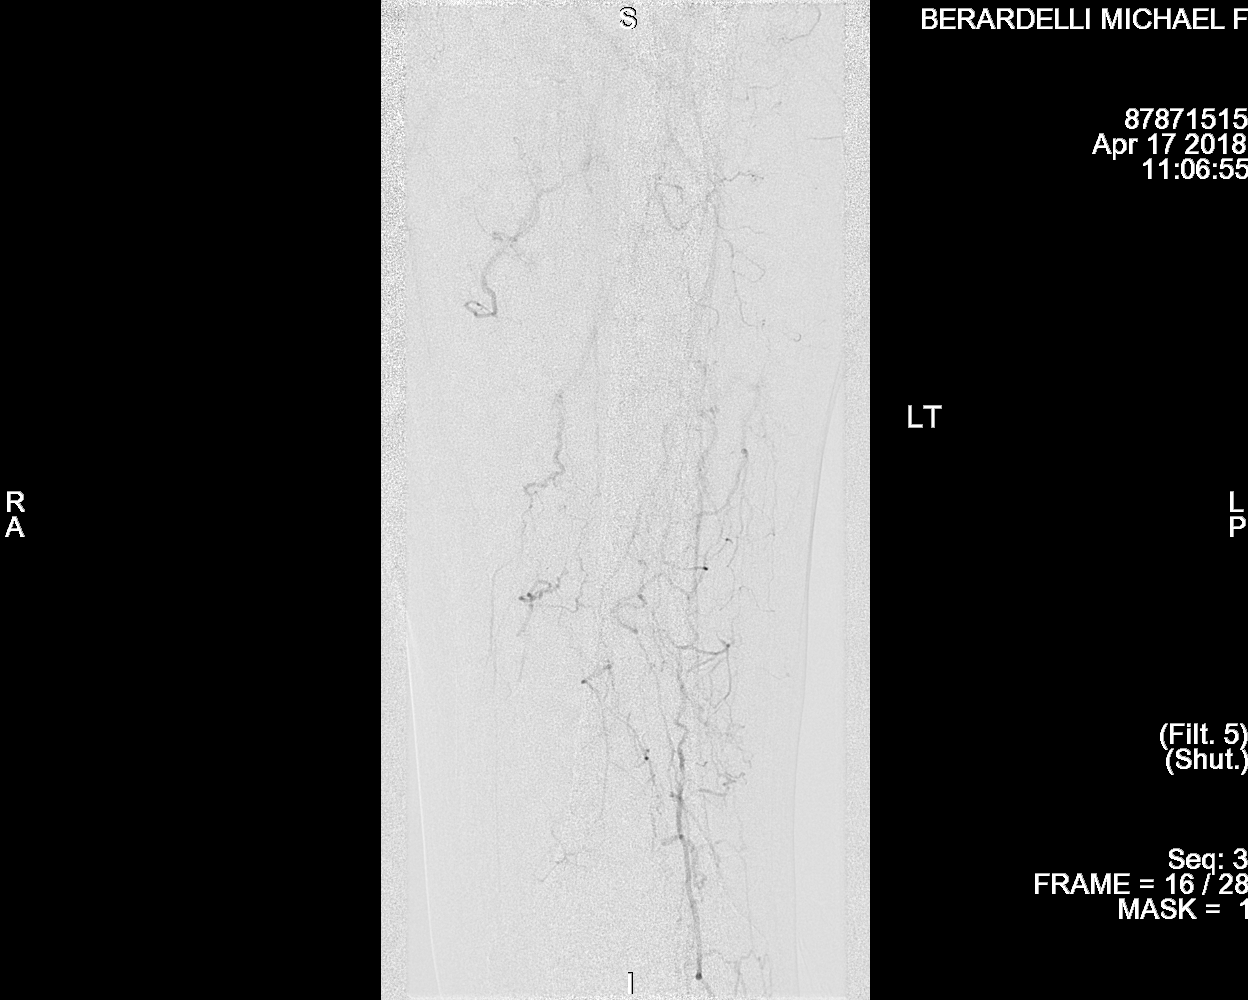 S
BERARDELLI MICHAEL F
87871515
Apr 17 2018
11:06:55
LT
R
A
L
P
(Filt. 5)
(Shut.)
Seq: 3
FRAME = 16 / 28
MASK = 1
I